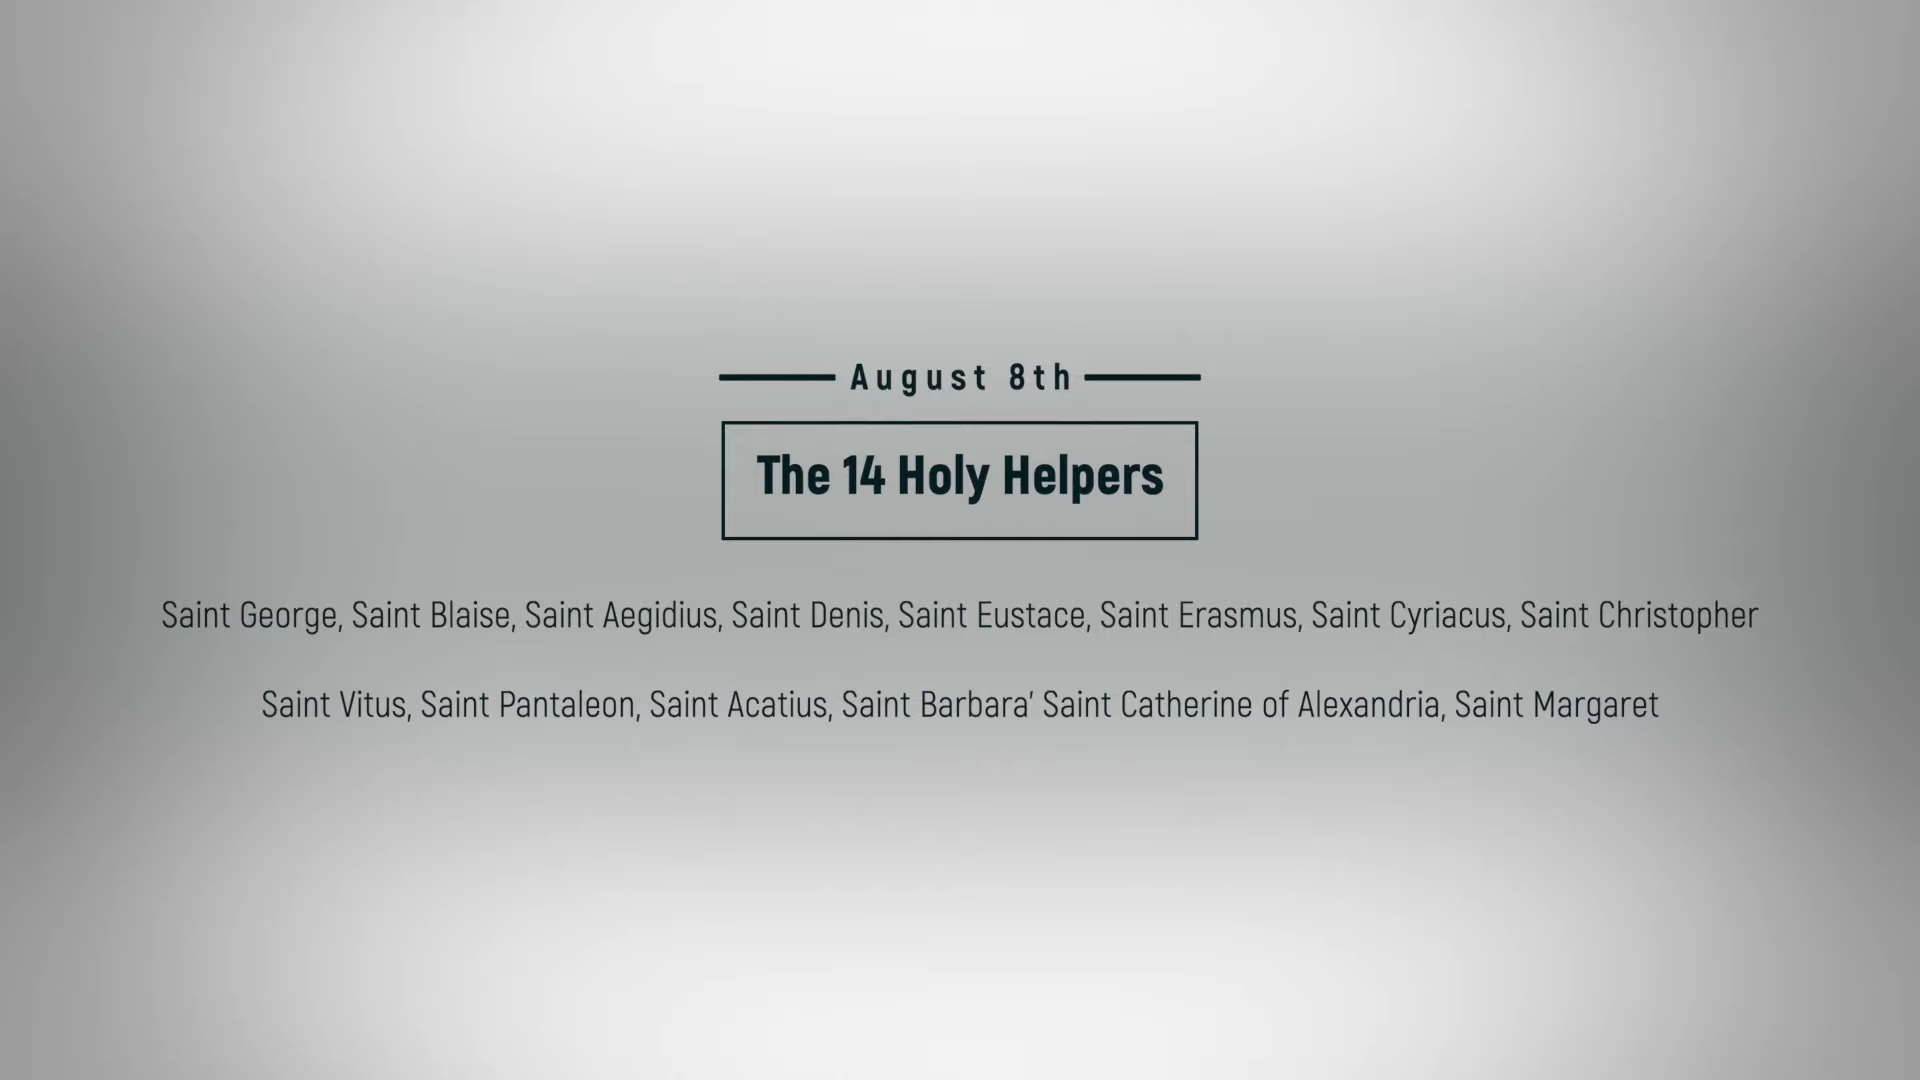 August 8th
The 14 Holy Helpers
Saint George, Saint Blaise, Saint Aegidius, Saint Denis, Saint Eustace, Saint Erasmus, Saint Cyriacus, Saint Christopher
Saint Vitus, Saint Pantaleon, Saint Acatius, Saint Barbara’ Saint Catherine of Alexandria, Saint Margaret